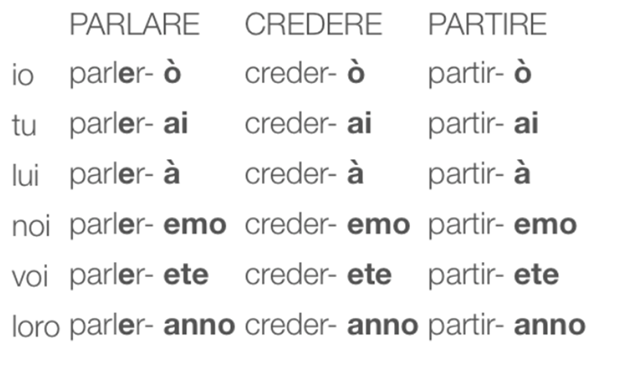 PARLARE CREDERE PARTIRE
io parler- ò creder- ò partir- ò
tu parler- ai creder- ai partir- ai
lui parler- à creder- à partir- à
noi parler- emo creder- emo partir- emo
voi parler- ete creder- ete partir- ete
loro parler- anno creder- anno partir- anno